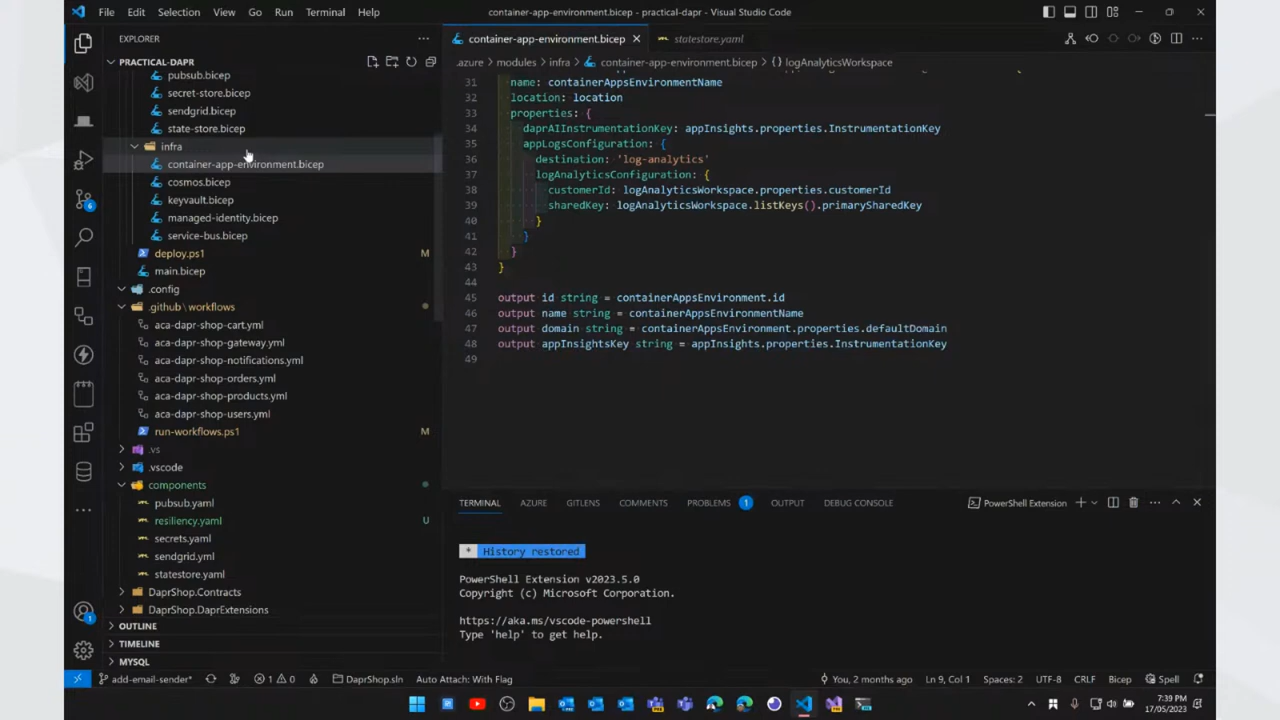 File Edit Selection View Go Run Terminal Help
container-app-environment.bicep - practical-dapr - Visual Studio Code
EXPLORER
PRACTICAL-DAPR
pubsub.bicep
secret-store.bicep
sendgrid.bicep
state-store.bicep
infra
container-app-environment.bicep
cosmos.bicep
keyvault.bicep
managed-identity.bicep
service-bus.bicep
deploy.ps1 M
main.bicep
.config
.github \ workflows
aca-dapr-shop-cart.yml
aca-dapr-shop-gateway.yml
aca-dapr-shop-notifications.yml
aca-dapr-shop-orders.yml
aca-dapr-shop-products.yml
aca-dapr-shop-users.yml
run-workflows.ps1 M
.vs
.vscode
components
pubsub.yaml
resiliency.yaml U
secrets.yaml
sendgrid.yml
statestore.yaml
DaprShop.Contracts
DaprShop.DaprExtensions
OUTLINE
TIMELINE
MYSQL
6
1
container-app-environment.bicep statestore.yaml
.azure > modules > infra > container-app-environment.bicep > {} logAnalyticsWorkspace
31 name: containerAppsEnvironmentName
32 location: location
33 properties: {
34 daprAIInstrumentationKey: appInsights.properties.InstrumentationKey
35 appLogsConfiguration: {
36 destination: 'log-analytics'
37 logAnalyticsConfiguration: {
38 customerId: logAnalyticsWorkspace.properties.customerId
39 sharedKey: logAnalyticsWorkspace.listKeys().primarySharedKey
40 }
41 }
42 }
43 }
44
45 output id string = containerAppsEnvironment.id
46 output name string = containerAppsEnvironmentName
47 output domain string = containerAppsEnvironment.properties.defaultDomain
48 output appInsightsKey string = appInsights.properties.InstrumentationKey
49
TERMINAL AZURE GITLENS COMMENTS PROBLEMS 1 OUTPUT DEBUG CONSOLE PowerShell Extension
* History restored
PowerShell Extension v2023.5.0
Copyright (c) Microsoft Corporation.
https://aka.ms/vscode-powershell
Type 'help' to get help.
add-email-sender* 1 0 DaprShop.sln Auto Attach: With Flag You, 2 months ago Ln 9, Col 1 Spaces: 2 UTF-8 CRLF Bicep Spell
7:39 PM
17/05/2023